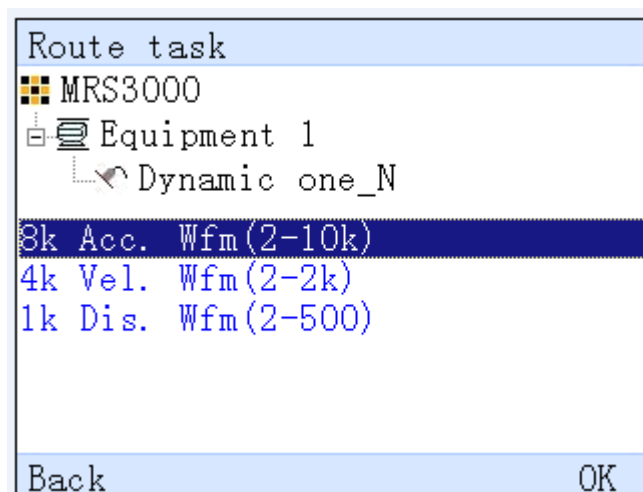 Route task
MRS3000
Equipment 1
Dynamic one_N
8k Acc. Wfm(2-10k)
4k Vel. Wfm(2-2k)
1k Dis. Wfm(2-500)
Back OK